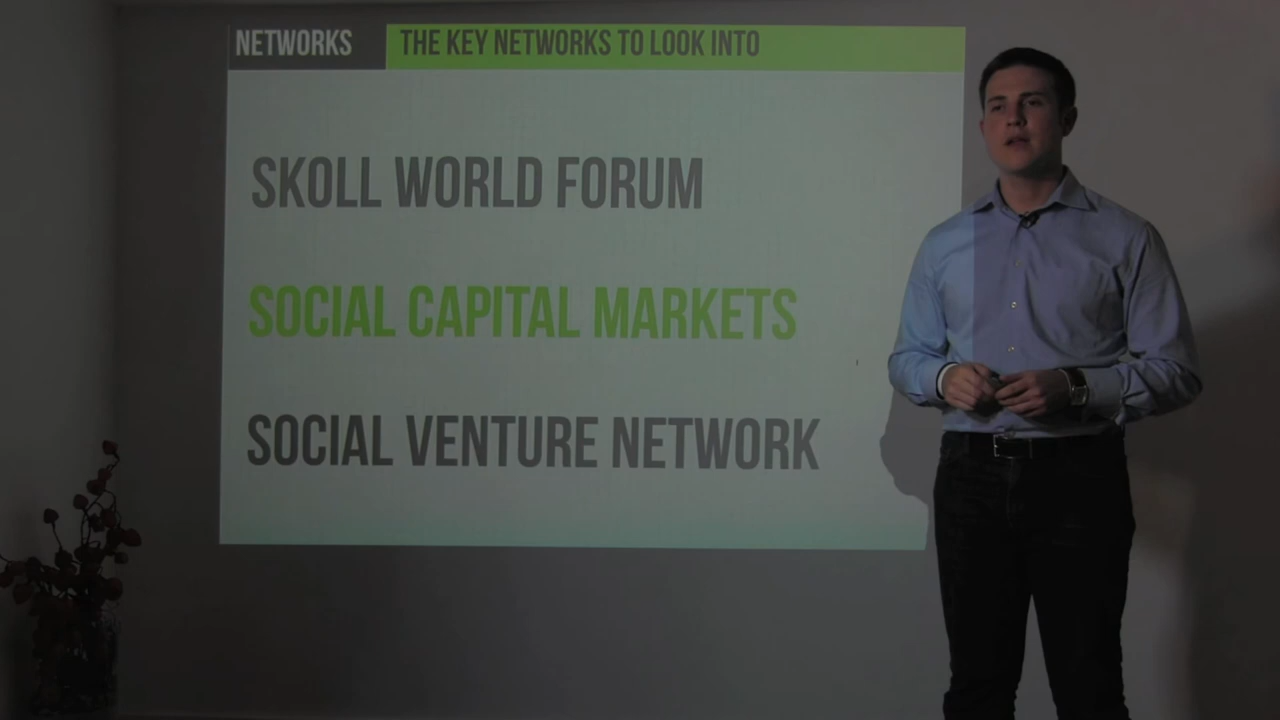 NETWORKS THE KEY NETWORKS TO LOOK INTO
SKOLL WORLD FORUM
SOCIAL CAPITAL MARKETS
SOCIAL VENTURE NETWORK